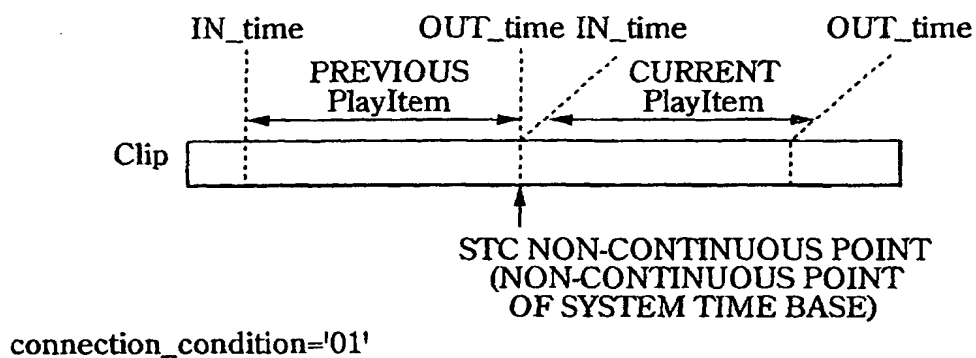 IN_time OUT_time IN_time OUT_time
PREVIOUS CURRENT
PlayItem PlayItem
Clip
STC NON-CONTINUOUS POINT
(NON-CONTINUOUS POINT
OF SYSTEM TIME BASE)
connection_condition='01'